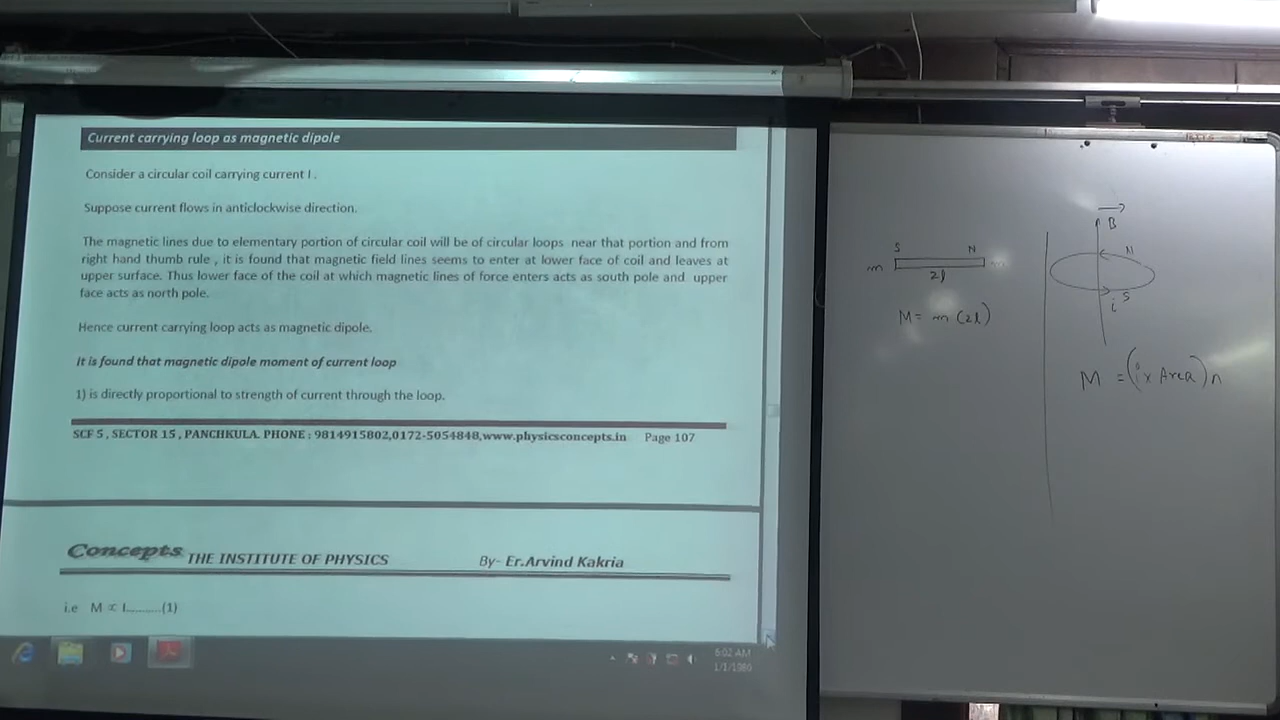 Current carrying loop as magnetic dipole
Consider a circular coil carrying current I .
Suppose current flows in anticlockwise direction.
The magnetic lines due to elementary portion of circular coil will be of circular loops near that portion and from
right hand thumb rule , it is found that magnetic field lines seems to enter at lower face of coil and leaves at
upper surface. Thus lower face of the coil at which magnetic lines of force enters acts as south pole and upper
face acts as north pole.
Hence current carrying loop acts as magnetic dipole.
It is found that magnetic dipole moment of current loop
1) is directly proportional to strength of current through the loop.
SCF 5 , SECTOR 15 , PANCHKULA. PHONE : 9814915802,0172-5054848,www.physicsconcepts.in Page 107
Concepts THE INSTITUTE OF PHYSICS By- Er.Arvind Kakria
i.e M ∝ I..........(1)
6:02 AM
1/1/1980
S N
m
2l
M = m (2l)
B
N
S
i
M = (i × Area) n